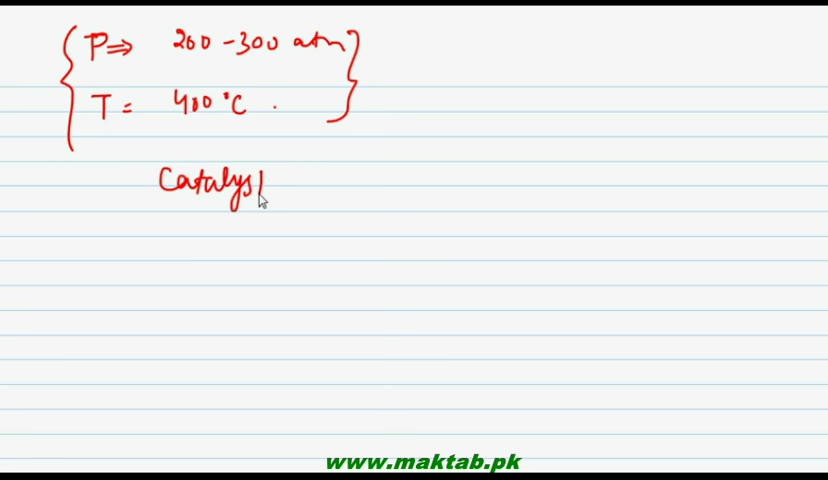 P ⇒ 200 - 300 atm
T = 400 °C .
Catalyst
www.maktab.pk